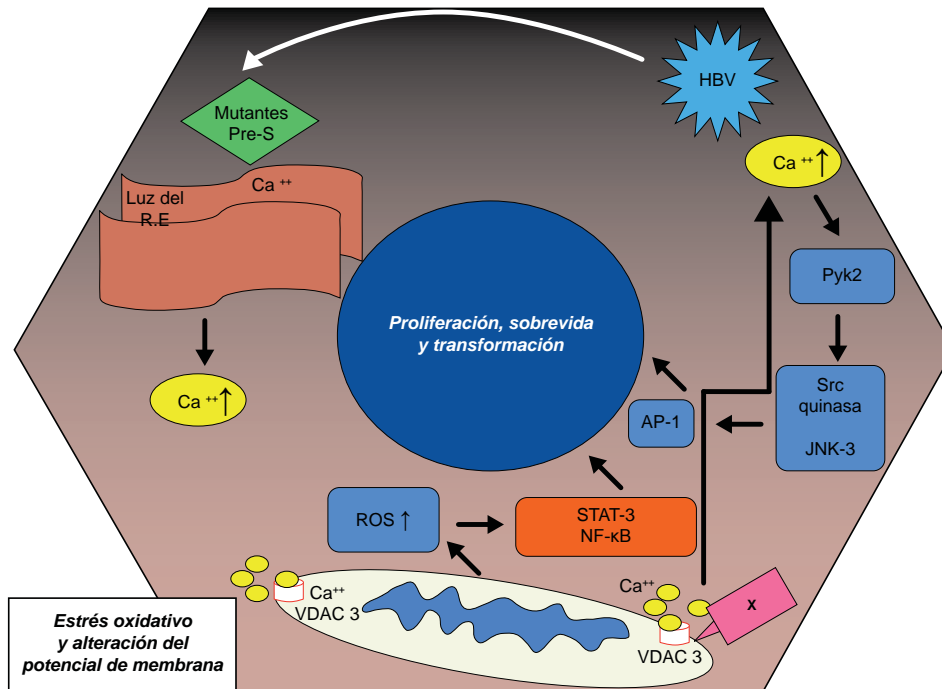 HBV
Mutantes
Pre-S
Ca ++ ↑
Luz del
R.E
Ca ++
Pyk2
Proliferación, sobrevida
y transformación
Ca ++ ↑
Src
quinasa
JNK-3
AP-1
ROS ↑
STAT-3
NF-κB
Ca++
VDAC 3
Ca++
x
VDAC 3
Estrés oxidativo
y alteración del
potencial de membrana